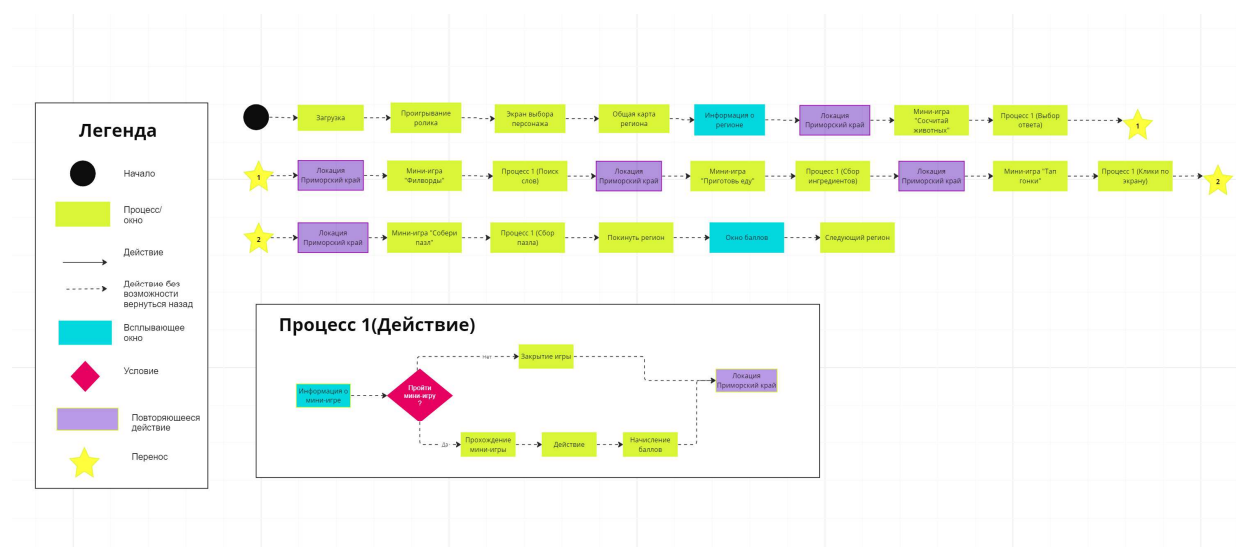 Легенда
Начало
Процесс/
окно
Действие
Действие без
возможности
вернуться назад
Всплывающее
окно
Условие
Повторяющееся
действие
Перенос
Загрузка
Проигрывание
ролика
Экран выбора
персонажа
Общая карта
региона
Информация о
регионе
Локация
Приморский край
Мини-игра
"Сосчитай
животных"
Процесс 1 (Выбор
ответа)
1
1
Локация
Приморский край
Мини-игра
"Филворды"
Процесс 1 (Поиск
слов)
Локация
Приморский край
Мини-игра
"Приготовь еду"
Процесс 1 (Сбор
ингредиентов)
Локация
Приморский край
Мини-игра "Тап
гонки"
Процесс 1 (Клики по
экрану)
2
2
Локация
Приморский край
Мини-игра "Собери
пазл"
Процесс 1 (Сбор
пазла)
Покинуть регион
Окно баллов
Следующий регион
Процесс 1(Действие)
Информация о
мини-игре
Пройти
мини-игру
?
Нет
Закрытие игры
Да
Прохождение
мини-игры
Действие
Начисление
баллов
Локация
Приморский край